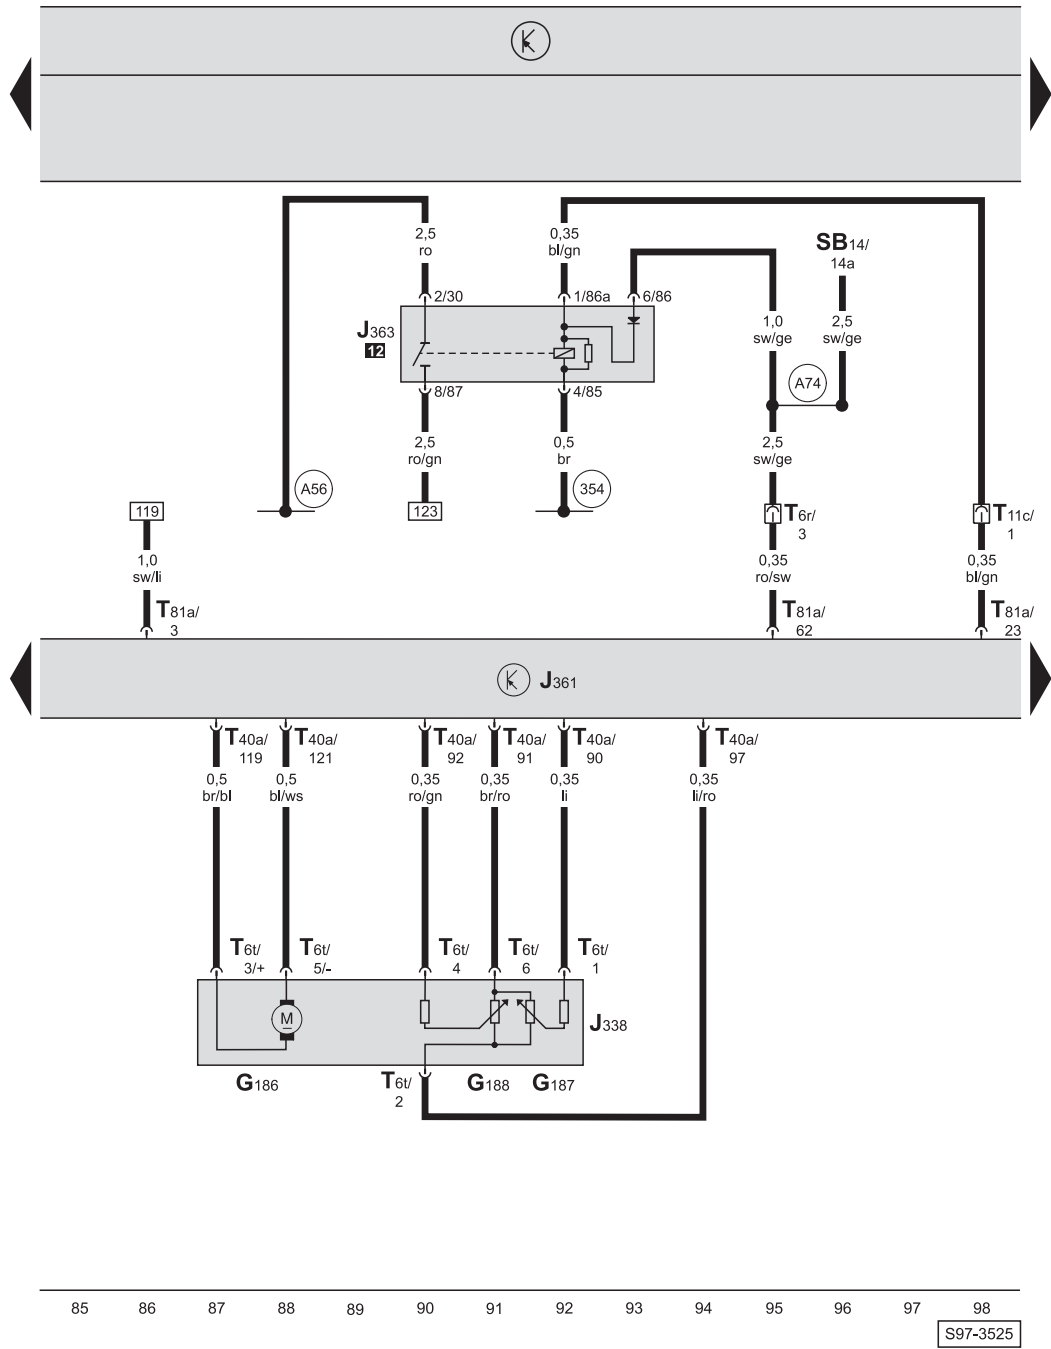 2,5
ro
0,35
bl/gn
SB14/
14a
2/30
1/86a
6/86
J363
12
1,0
sw/ge
2,5
sw/ge
A74
8/87
4/85
2,5
ro/gn
0,5
br
2,5
sw/ge
A56
354
119
123
T6r/
3
T11c/
1
1,0
sw/li
0,35
ro/sw
0,35
bl/gn
T81a/
3
T81a/
62
T81a/
23
J361
T40a/
119
T40a/
121
T40a/
92
T40a/
91
T40a/
90
T40a/
97
0,5
br/bl
0,5
bl/ws
0,35
ro/gn
0,35
br/ro
0,35
li
0,35
li/ro
T6t/
3/+
T6t/
5/-
T6t/
4
T6t/
6
T6t/
1
M
J338
G186
T6t/
2
G188
G187
85 86 87 88 89 90 91 92 93 94 95 96 97 98
S97-3525